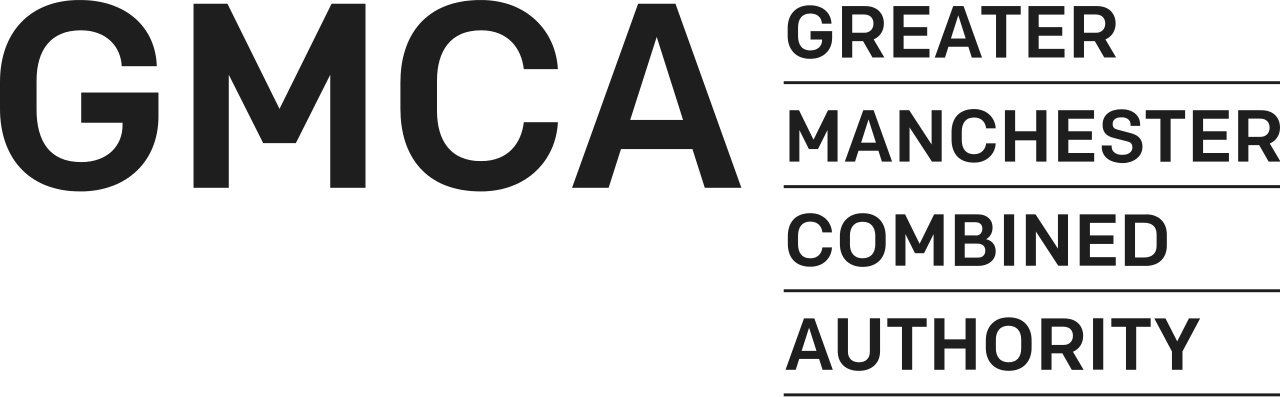 GMCA
GREATER
MANCHESTER
COMBINED
AUTHORITY